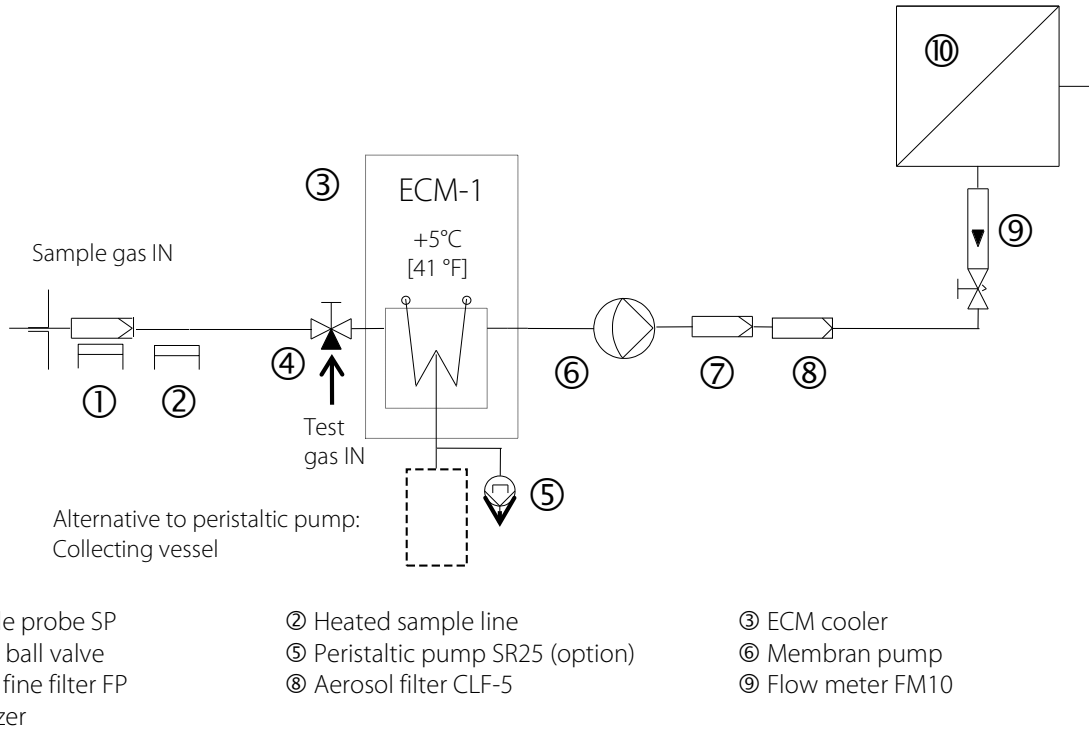 ⑩
③
ECM-1
+5°C
[41 °F]
⑨
Sample gas IN
④
⑥
⑦
⑧
①
②
Test
gas IN
⑤
Alternative to peristaltic pump:
Collecting vessel
probe SP
② Heated sample line
③ ECM cooler
ball valve
⑤ Peristaltic pump SR25 (option)
⑥ Membran pump
fine filter FP
⑧ Aerosol filter CLF-5
⑨ Flow meter FM10